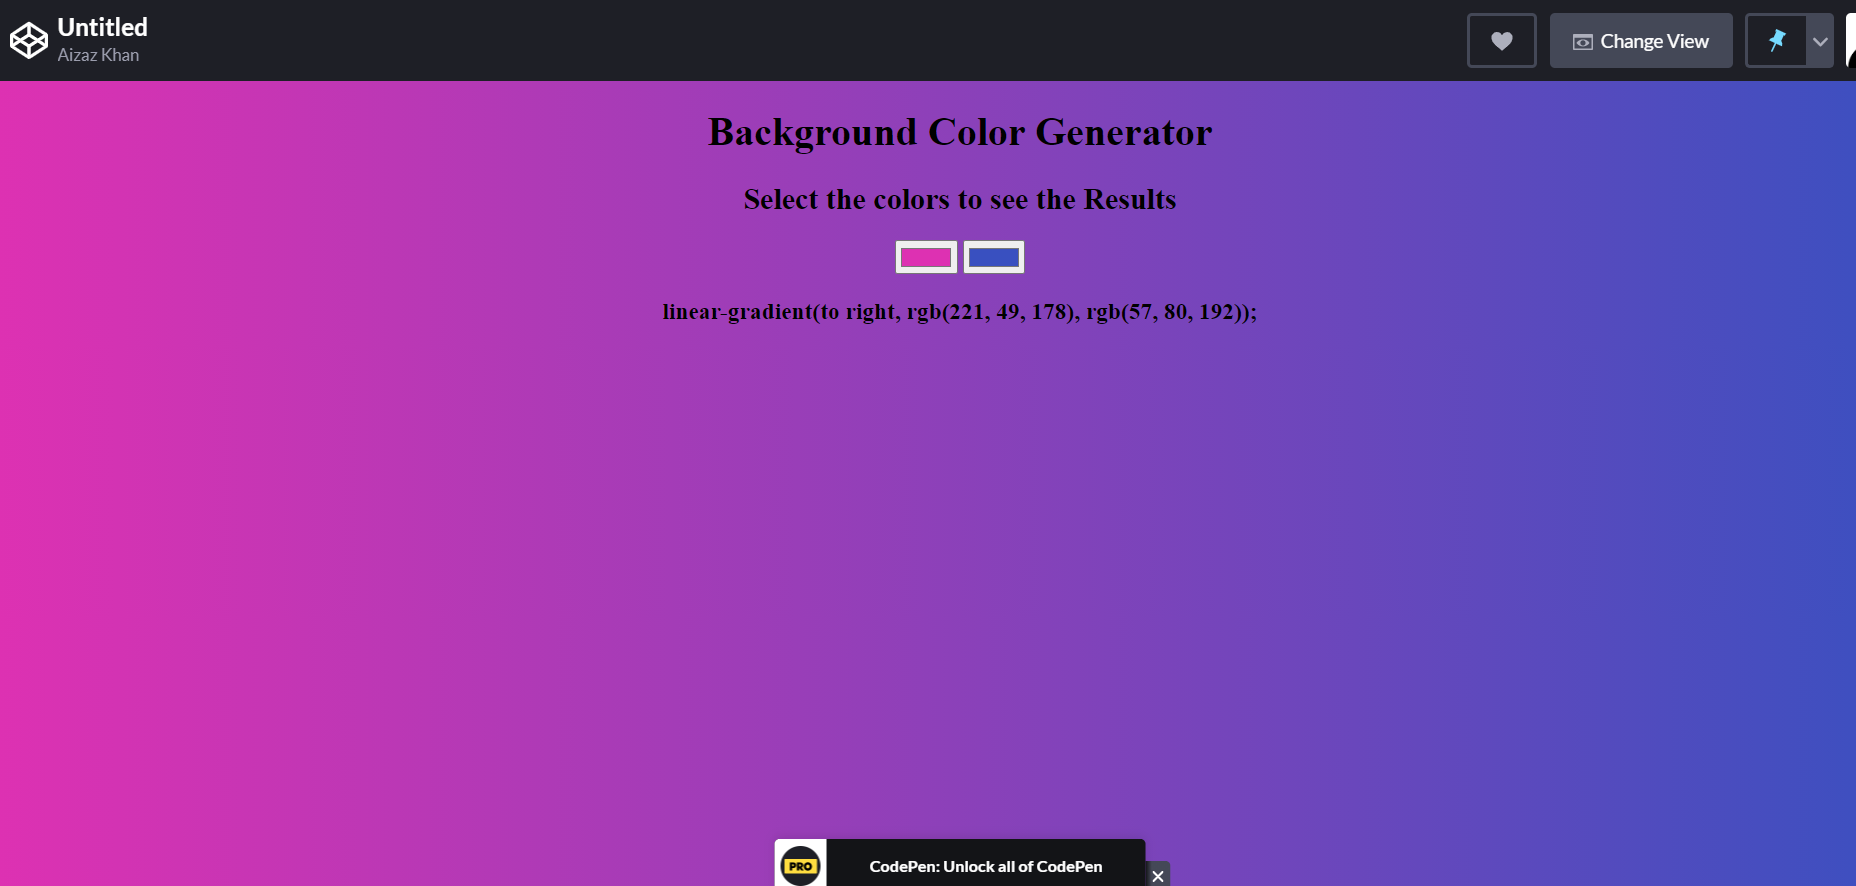 Untitled
Aizaz Khan
Change View
Background Color Generator
Select the colors to see the Results
linear-gradient(to right, rgb(221, 49, 178), rgb(57, 80, 192));
PRO
CodePen: Unlock all of CodePen